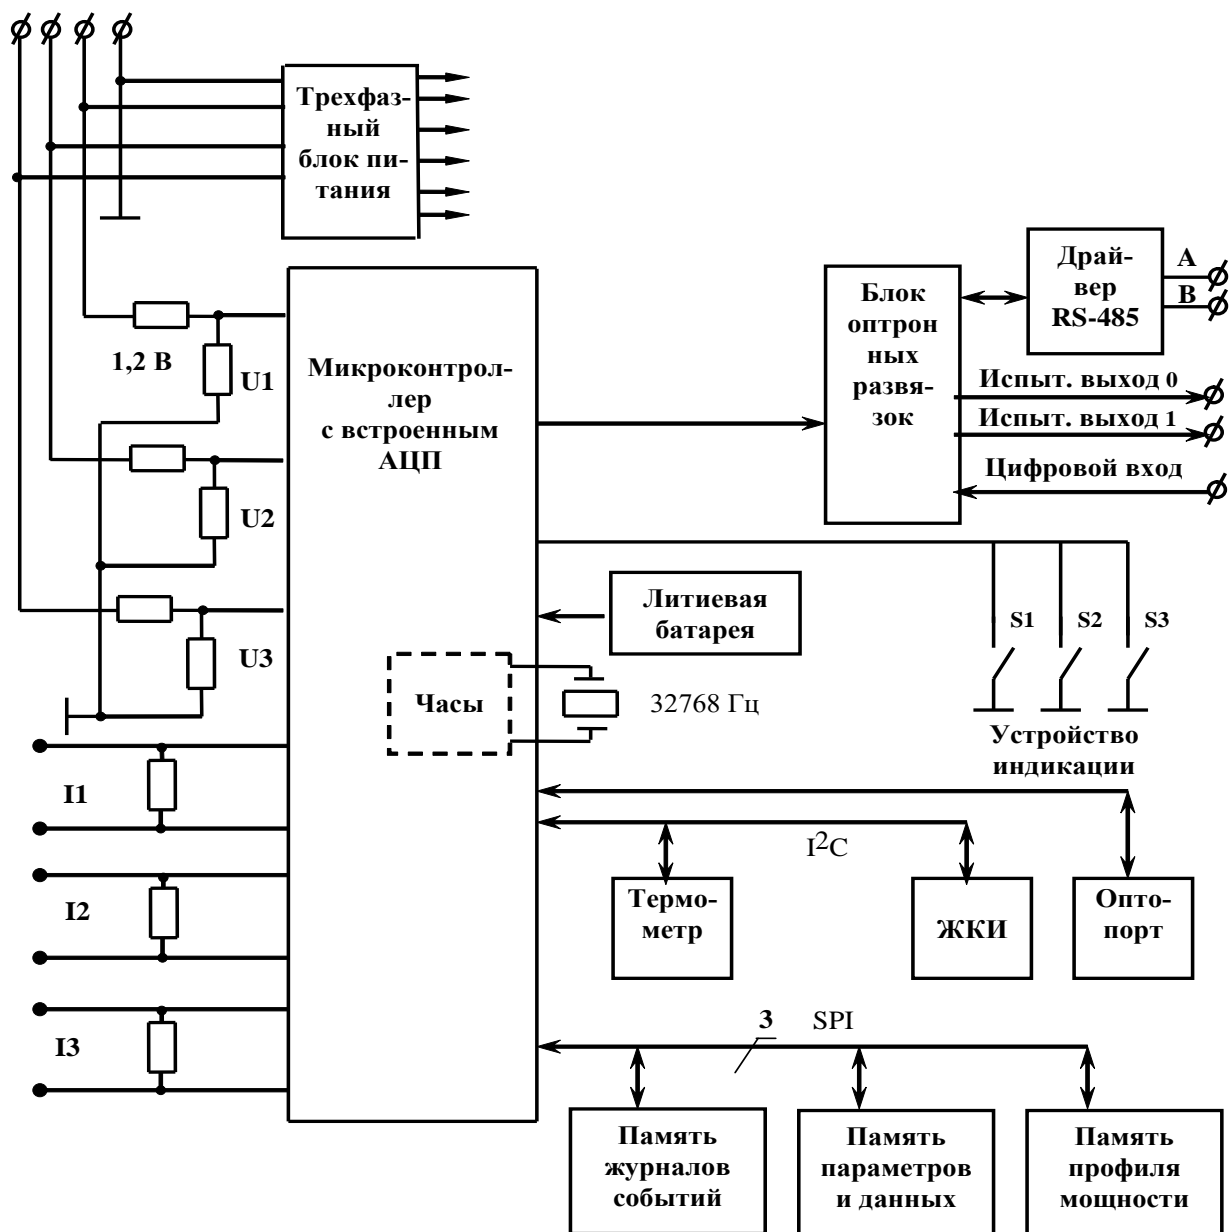 Трехфаз-
ный
блок пи-
тания
Драй-
вер
RS-485
А
В
Блок
оптрон
ных
развя-
зок
Испыт. выход 0
Испыт. выход 1
Цифровой вход
1,2 В
U1
U2
U3
Микроконтрол-
лер
с встроенным
АЦП
Литиевая
батарея
Часы
32768 Гц
S1
S2
S3
Устройство
индикации
I1
I2
I3
I²C
Термо-
метр
ЖКИ
Опто-
порт
3
SPI
Память
журналов
событий
Память
параметров
и данных
Память
профиля
мощности